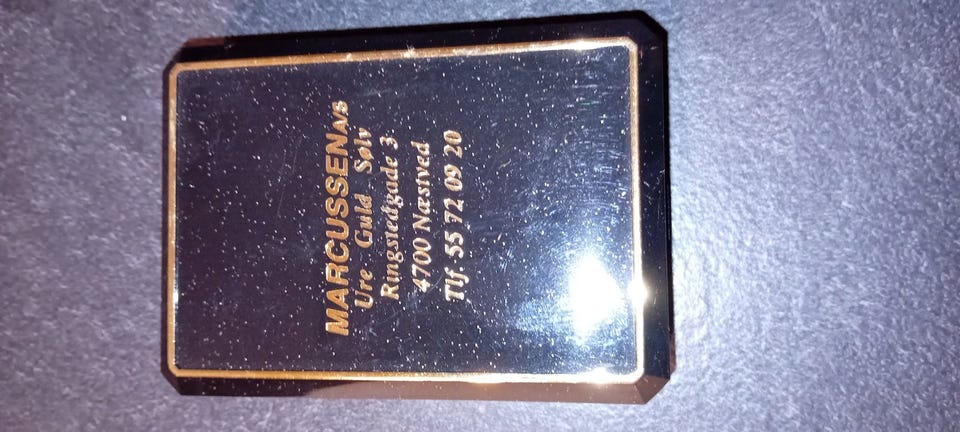 MARCUSSEN A/S
Ure - Guld - Sølv
Ringstedgade 3
4700 Næstved
Tlf. 55 72 09 20